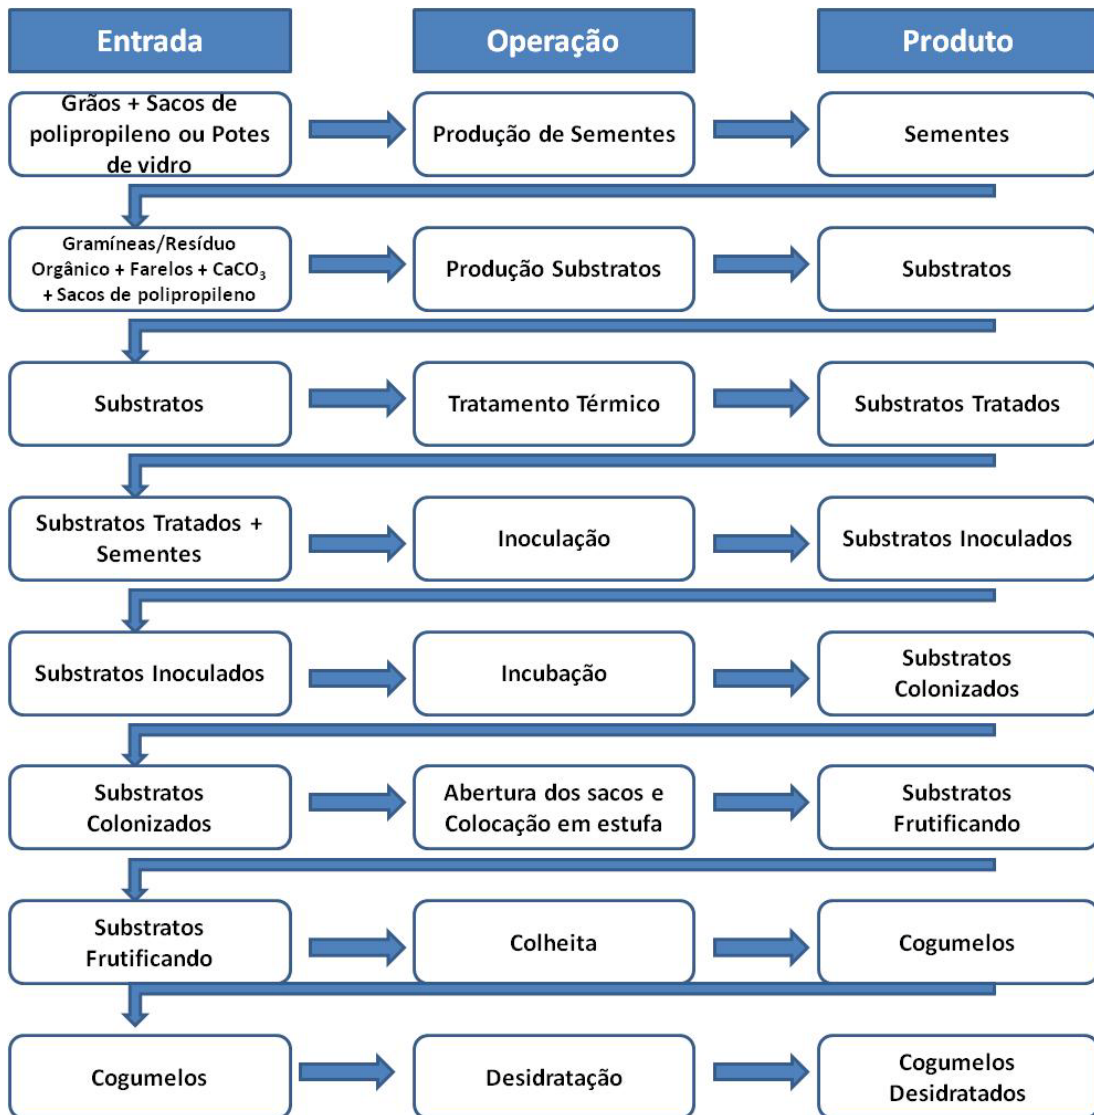 Entrada
Operação
Produto
Grãos + Sacos de
polipropileno ou Potes
de vidro
Produção de Sementes
Sementes
Gramíneas/Resíduo
Orgânico + Farelos + CaCO₃
+ Sacos de polipropileno
Produção Substratos
Substratos
Substratos
Tratamento Térmico
Substratos Tratados
Substratos Tratados +
Sementes
Inoculação
Substratos Inoculados
Substratos Inoculados
Incubação
Substratos
Colonizados
Substratos
Colonizados
Abertura dos sacos e
Colocação em estufa
Substratos
Frutificando
Substratos
Frutificando
Colheita
Cogumelos
Cogumelos
Desidratação
Cogumelos
Desidratados